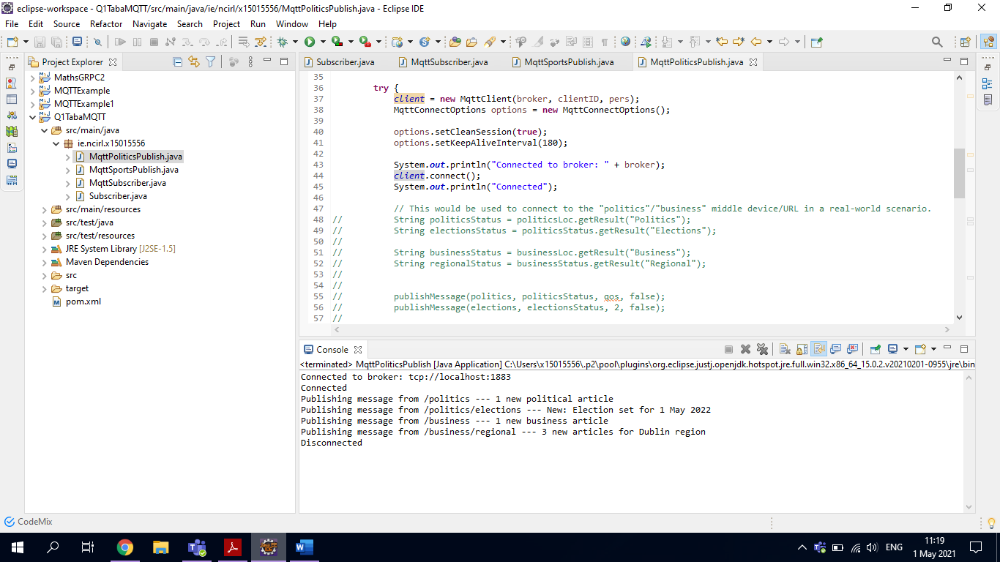 eclipse-workspace - Q1TabaMQTT/src/main/java/ie/ncirl/x15015556/MqttPoliticsPublish.java - Eclipse IDE
File Edit Source Refactor Navigate Search Project Run Window Help
Project Explorer
MathsGRPC2
MQTTExample
MQTTExample1
Q1TabaMQTT
src/main/java
ie.ncirl.x15015556
MqttPoliticsPublish.java
MqttSportsPublish.java
MqttSubscriber.java
Subscriber.java
src/main/resources
src/test/java
src/test/resources
JRE System Library [J2SE-1.5]
Maven Dependencies
src
target
pom.xml
Subscriber.java MqttSubscriber.java MqttSportsPublish.java MqttPoliticsPublish.java
35
36 try {
37 client = new MqttClient(broker, clientID, pers);
38 MqttConnectOptions options = new MqttConnectOptions();
39
40 options.setCleanSession(true);
41 options.setKeepAliveInterval(180);
42
43 System.out.println("Connected to broker: " + broker);
44 client.connect();
45 System.out.println("Connected");
46
47 // This would be used to connect to the "politics"/"business" middle device/URL in a real-world scenario.
48 // String politicsStatus = politicsLoc.getResult("Politics");
49 // String electionsStatus = politicsStatus.getResult("Elections");
50 //
51 // String businessStatus = businessLoc.getResult("Business");
52 // String regionalStatus = businessStatus.getResult("Regional");
53 //
54 //
55 // publishMessage(politics, politicsStatus, qos, false);
56 // publishMessage(elections, electionsStatus, 2, false);
57 //
Console
<terminated> MqttPoliticsPublish [Java Application] C:\Users\x15015556\.p2\pool\plugins\org.eclipse.justj.openjdk.hotspot.jre.full.win32.x86_64_15.0.2.v20210201-0955\jre\bin
Connected to broker: tcp://localhost:1883
Connected
Publishing message from /politics --- 1 new political article
Publishing message from /politics/elections --- New: Election set for 1 May 2022
Publishing message from /business --- 1 new business article
Publishing message from /business/regional --- 3 new articles for Dublin region
Disconnected
CodeMix
ENG
11:19
1 May 2021